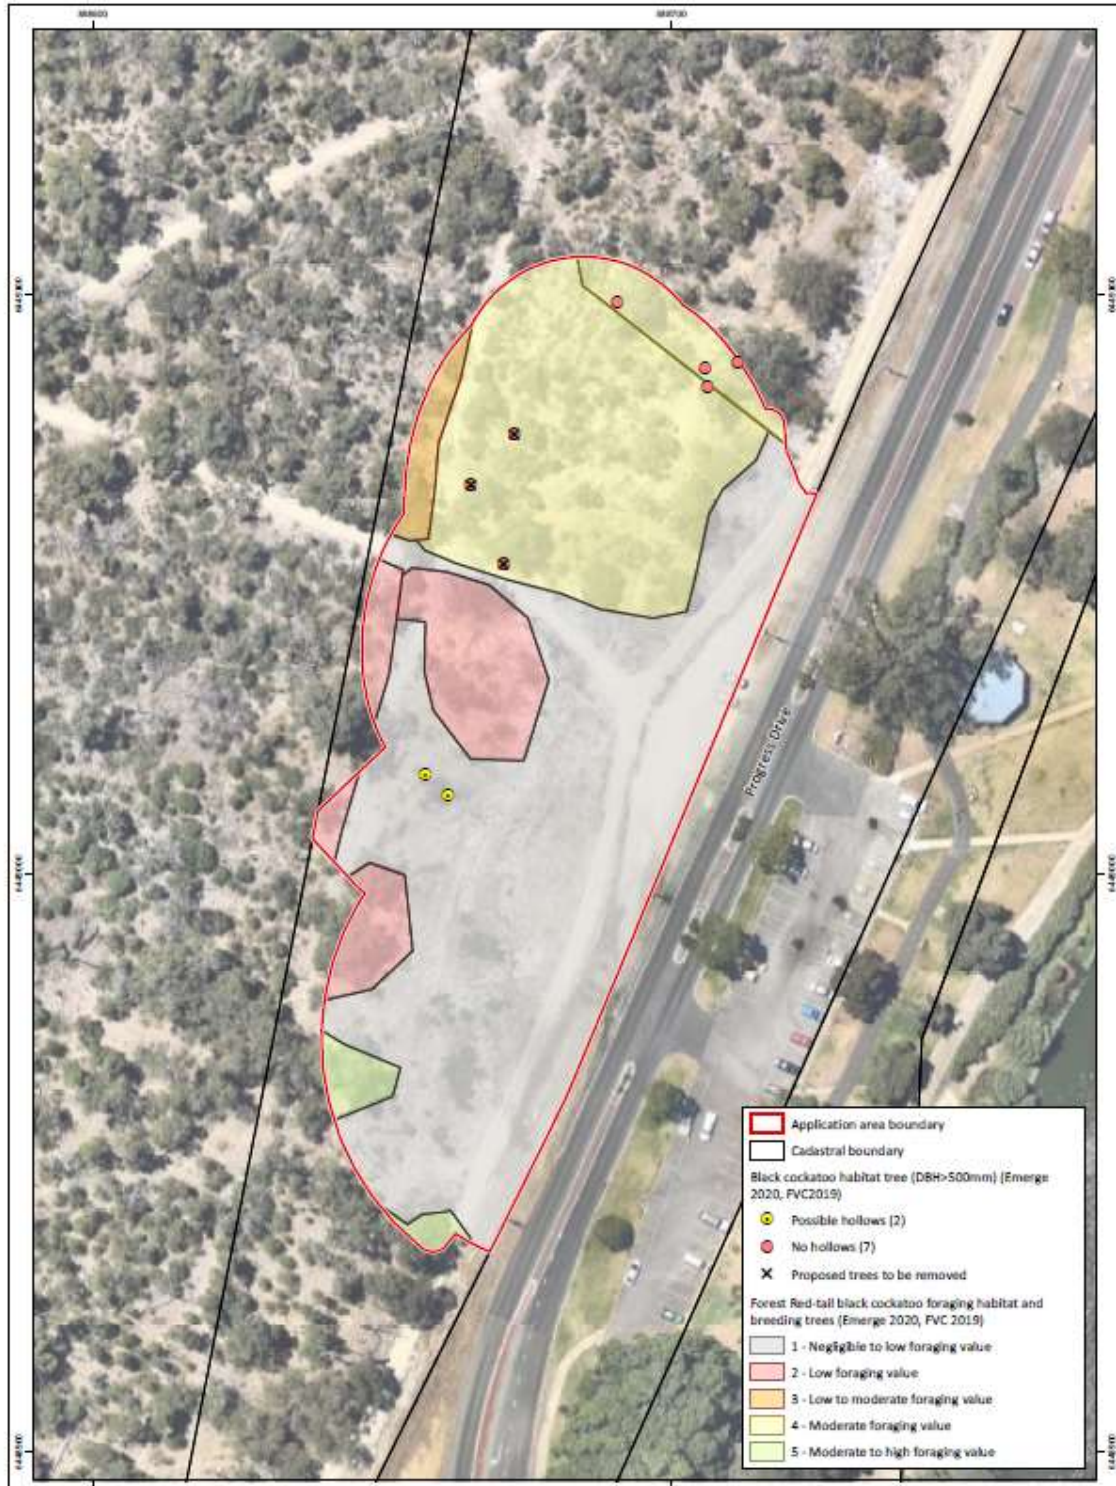 Progress Drive
Application area boundary
Cadastral boundary
Black cockatoo habitat tree (DBH>500mm) (Emerge
2020, FVC2019)
Possible hollows (2)
No hollows (7)
Proposed trees to be removed
Forest Red-tail black cockatoo foraging habitat and
breeding trees (Emerge 2020, FVC 2019)
1 - Negligible to low foraging value
2 - Low foraging value
3 - Low to moderate foraging value
4 - Moderate foraging value
5 - Moderate to high foraging value